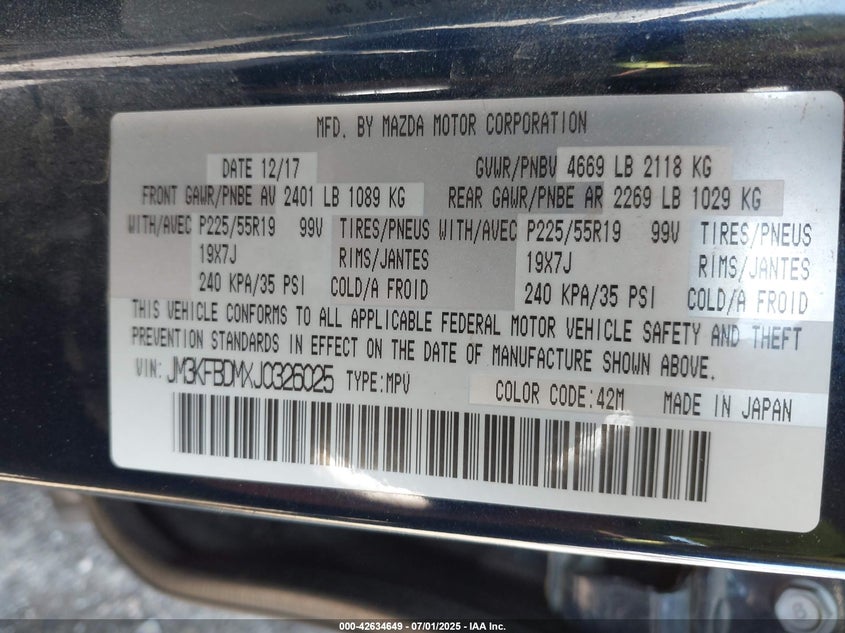 MFD. BY MAZDA MOTOR CORPORATION
DATE 12/17 GVWR/PNBV 4669 LB 2118 KG
FRONT GAWR/PNBE AV 2401 LB 1089 KG REAR GAWR/PNBE AR 2269 LB 1029 KG
WITH/AVEC P225/55R19 99V TIRES/PNEUS WITH/AVEC P225/55R19 99V TIRES/PNEUS
19X7J RIMS/JANTES 19X7J RIMS/JANTES
240 KPA/35 PSI COLD/A FROID 240 KPA/35 PSI COLD/A FROID
THIS VEHICLE CONFORMS TO ALL APPLICABLE FEDERAL MOTOR VEHICLE SAFETY AND THEFT
PREVENTION STANDARDS IN EFFECT ON THE DATE OF MANUFACTURE SHOWN ABOVE.
VIN: JM3KFBDMXJ0326025 TYPE:MPV COLOR CODE:42M MADE IN JAPAN
000-42634649 - 07/01/2025 - IAA Inc.